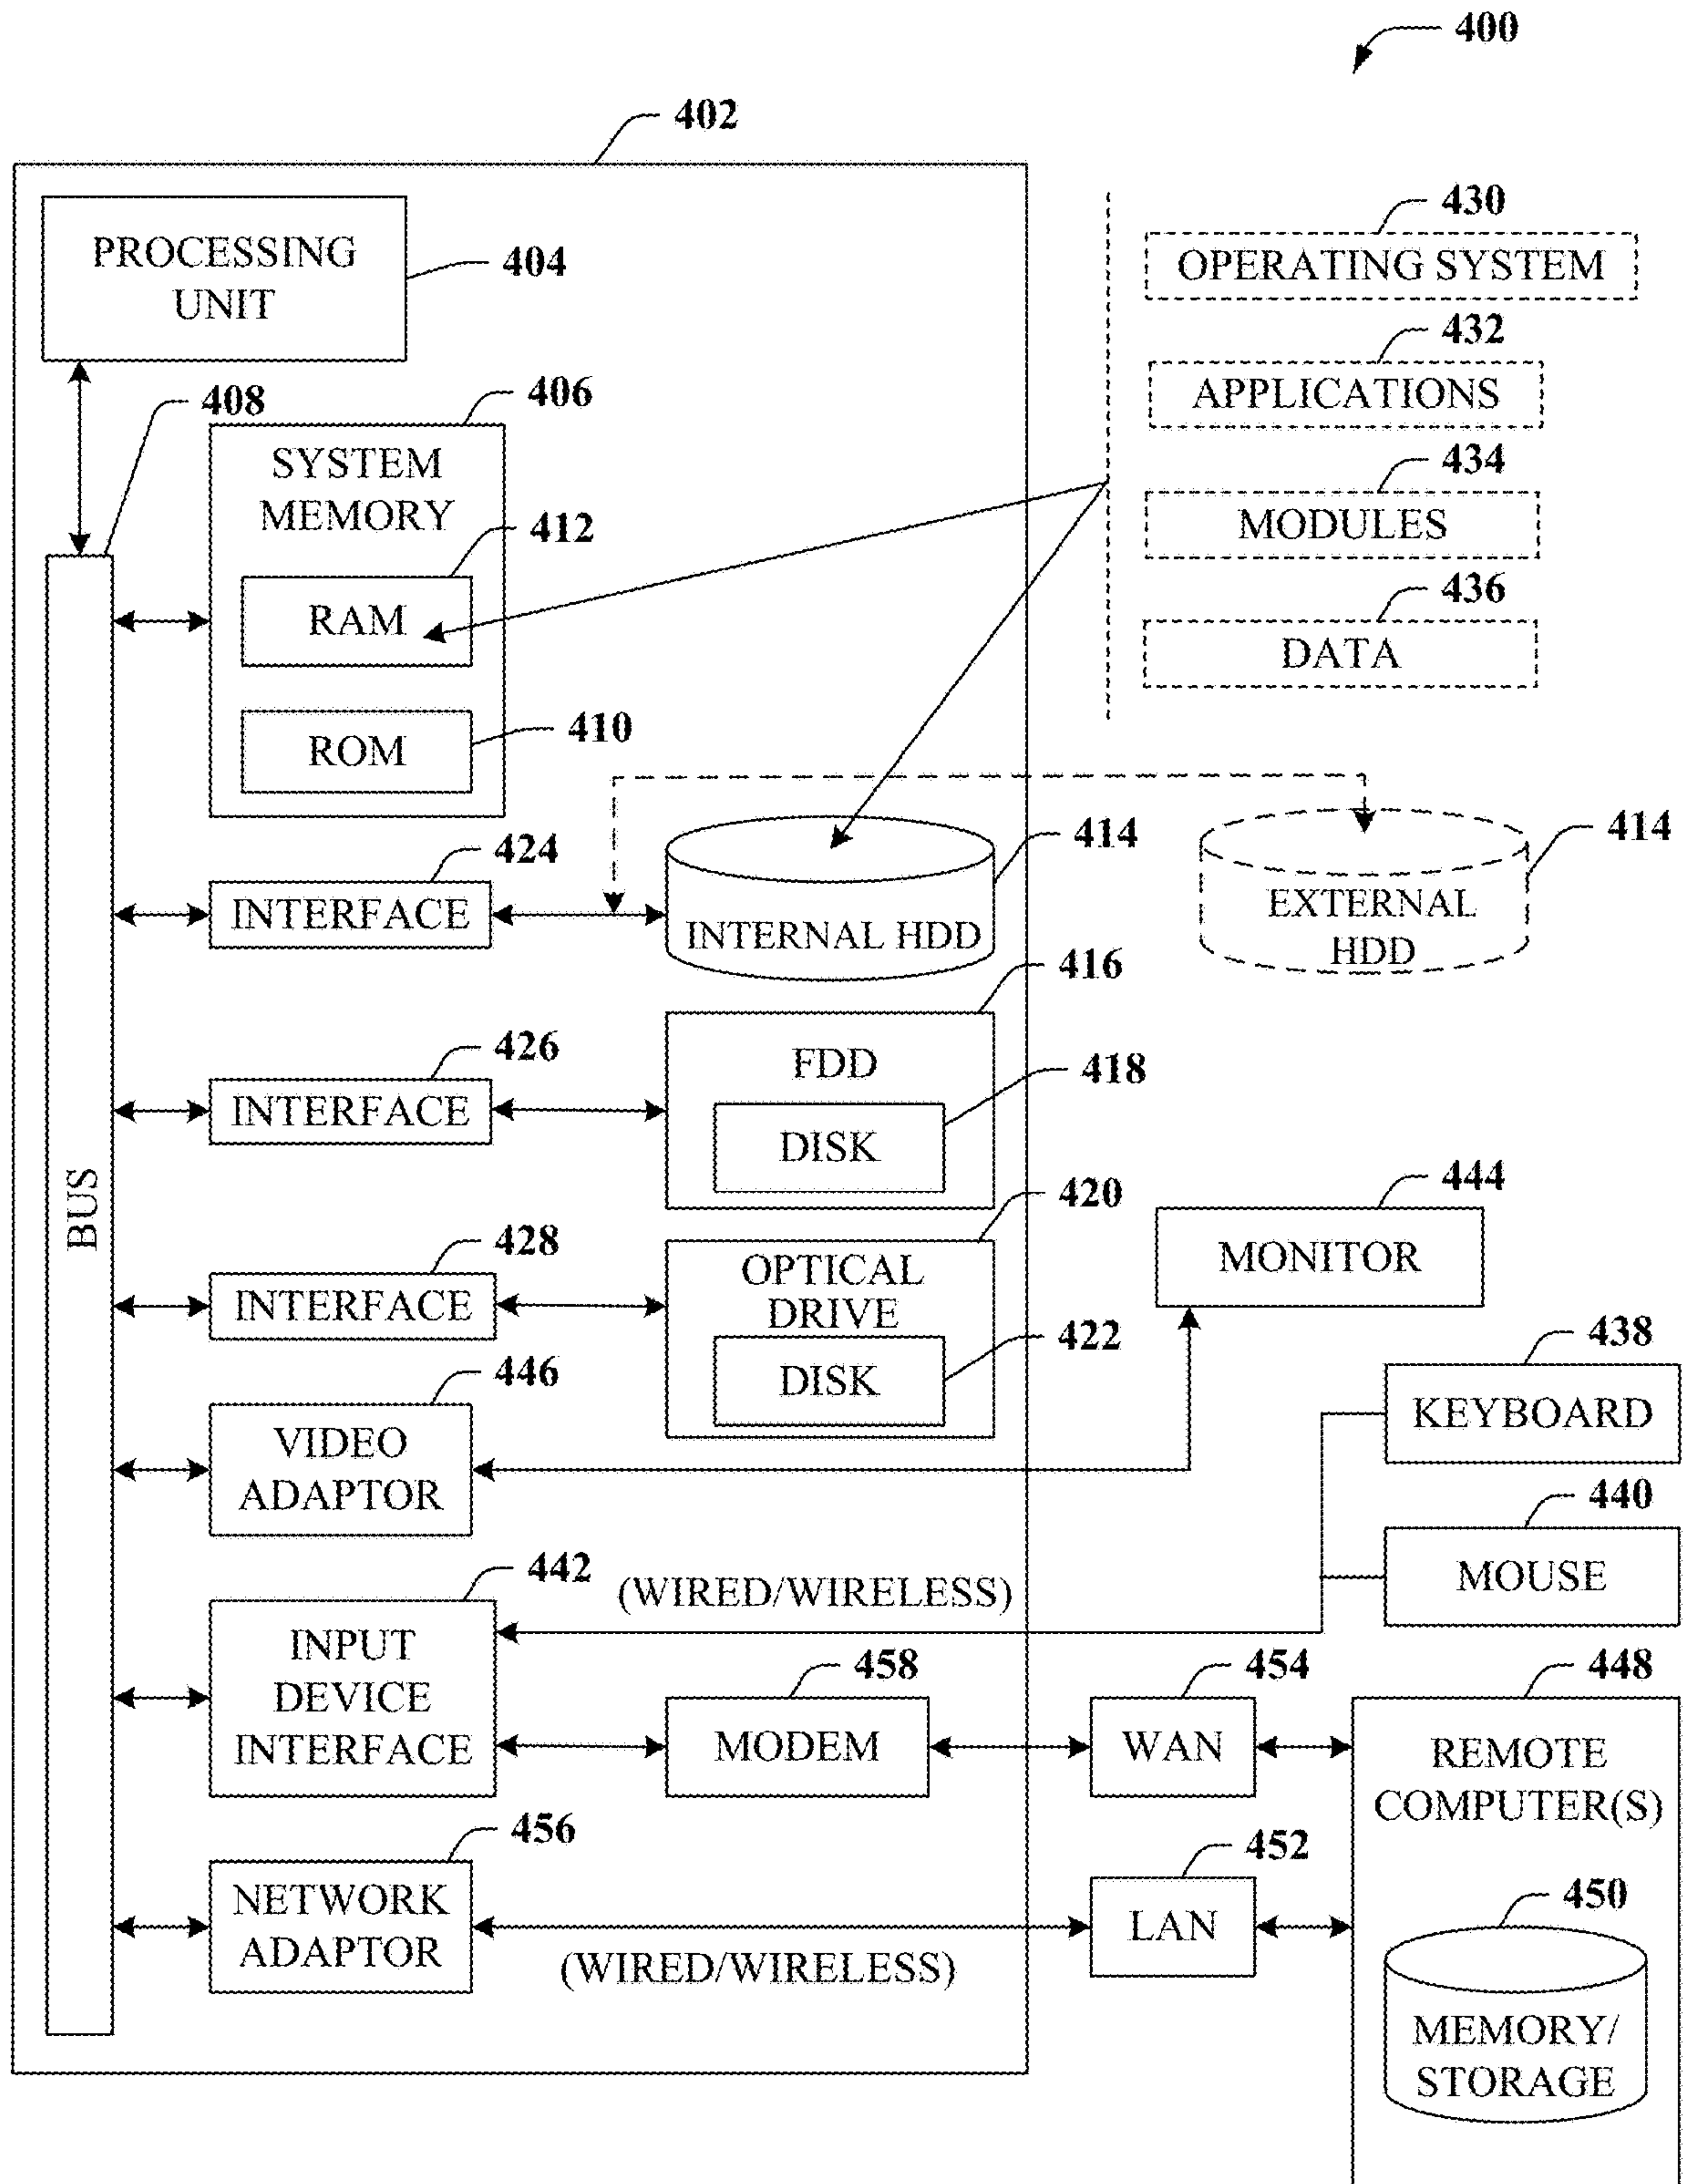 400
402
PROCESSING
UNIT
404
430
OPERATING SYSTEM
432
APPLICATIONS
434
MODULES
436
DATA
408
406
SYSTEM
MEMORY
412
RAM
410
ROM
424
INTERFACE
414
INTERNAL HDD
414
EXTERNAL
HDD
426
INTERFACE
416
FDD
418
DISK
BUS
428
INTERFACE
420
OPTICAL
DRIVE
422
DISK
444
MONITOR
446
VIDEO
ADAPTOR
438
KEYBOARD
440
MOUSE
442
(WIRED/WIRELESS)
INPUT
DEVICE
INTERFACE
458
MODEM
454
WAN
448
REMOTE
COMPUTER(S)
456
NETWORK
ADAPTOR
(WIRED/WIRELESS)
452
LAN
450
MEMORY/
STORAGE